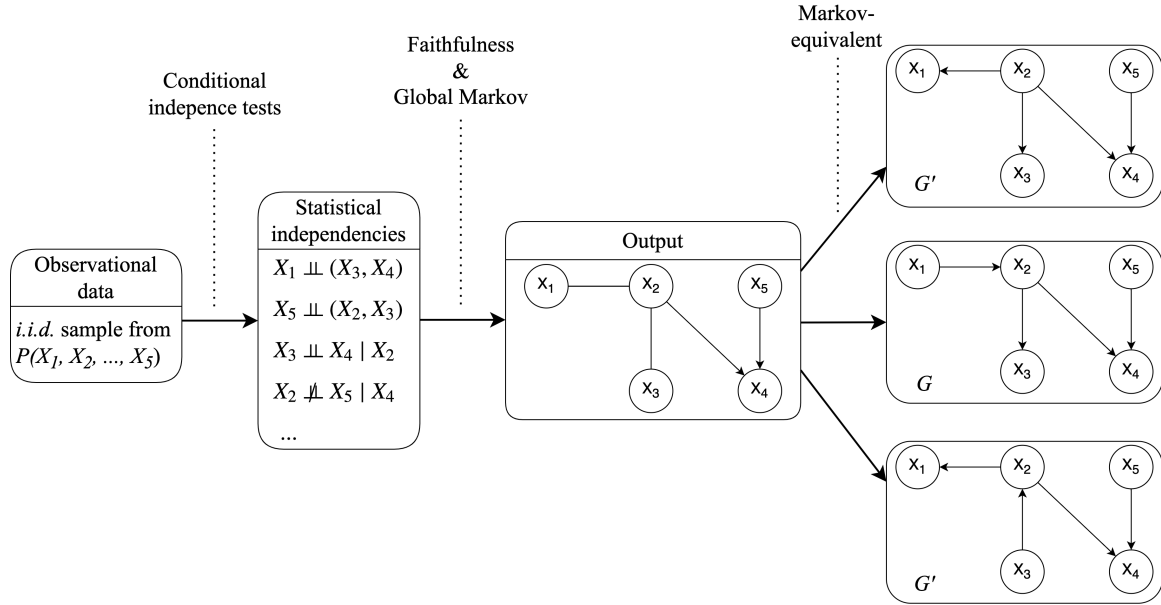 Conditional
indepence tests
Faithfulness
&
Global Markov
Markov-
equivalent
Observational
data
i.i.d. sample from
P(X₁, X₂, ..., X₅)
Statistical
independencies
X₁ ⫫ (X₃, X₄)
X₅ ⫫ (X₂, X₃)
X₃ ⫫ X₄ | X₂
X₂ ⫫̸ X₅ | X₄
...
Output
X₁ X₂ X₅
X₃ X₄
X₁ X₂ X₅
X₃ X₄
G′
X₁ X₂ X₅
X₃ X₄
G
X₁ X₂ X₅
X₃ X₄
G′